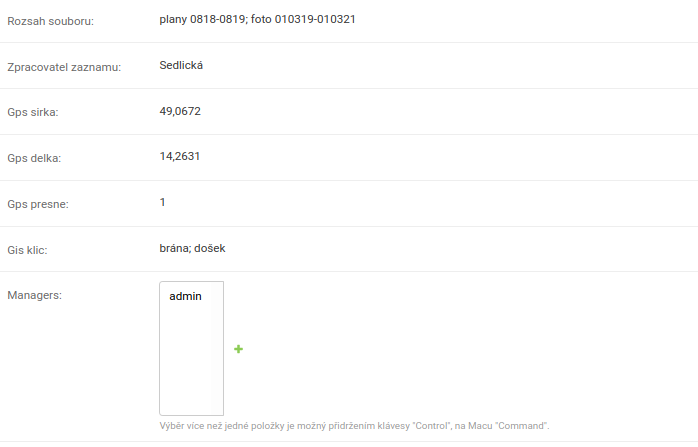 Rozsah souboru: plany 0818-0819; foto 010319-010321
Zpracovatel zaznamu: Sedlická
Gps sirka: 49,0672
Gps delka: 14,2631
Gps presne: 1
Gis klic: brána; došek
Managers: admin
Výběr více než jedné položky je možný přidržením klávesy "Control", na Macu "Command".